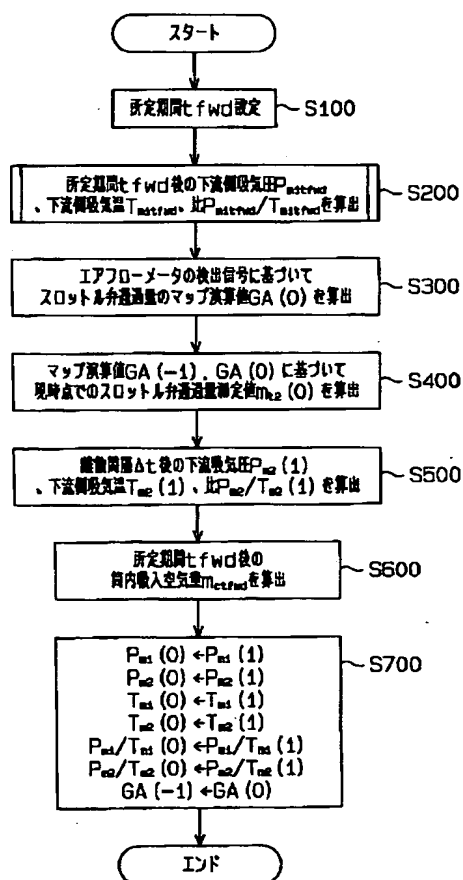 スタート
所定期間tfwd設定
S100
所定期間tfwd後の下流側吸気圧Pm1tfwd
、下流側吸気温Tm1tfwd、比Pm1tfwd/Tm1tfwdを算出
S200
エアフローメータの検出信号に基づいて
スロットル弁通過量のマップ演算値GA(0)を算出
S300
マップ演算値GA(-1)、GA(0)に基づいて
現時点でのスロットル弁通過量測定値mt2(0)を算出
S400
離散間隔Δt後の下流吸気圧Pm2(1)
、下流側吸気温Tm2(1)、比Pm2/Tm2(1)を算出
S500
所定期間tfwd後の
筒内吸入空気量mctfwdを算出
S600
Pm1(0)←Pm1(1)
Pm2(0)←Pm2(1)
Tm1(0)←Tm1(1)
Tm2(0)←Tm2(1)
Pm1/Tm1(0)←Pm1/Tm1(1)
Pm2/Tm2(0)←Pm2/Tm2(1)
GA(-1)←GA(0)
S700
エンド